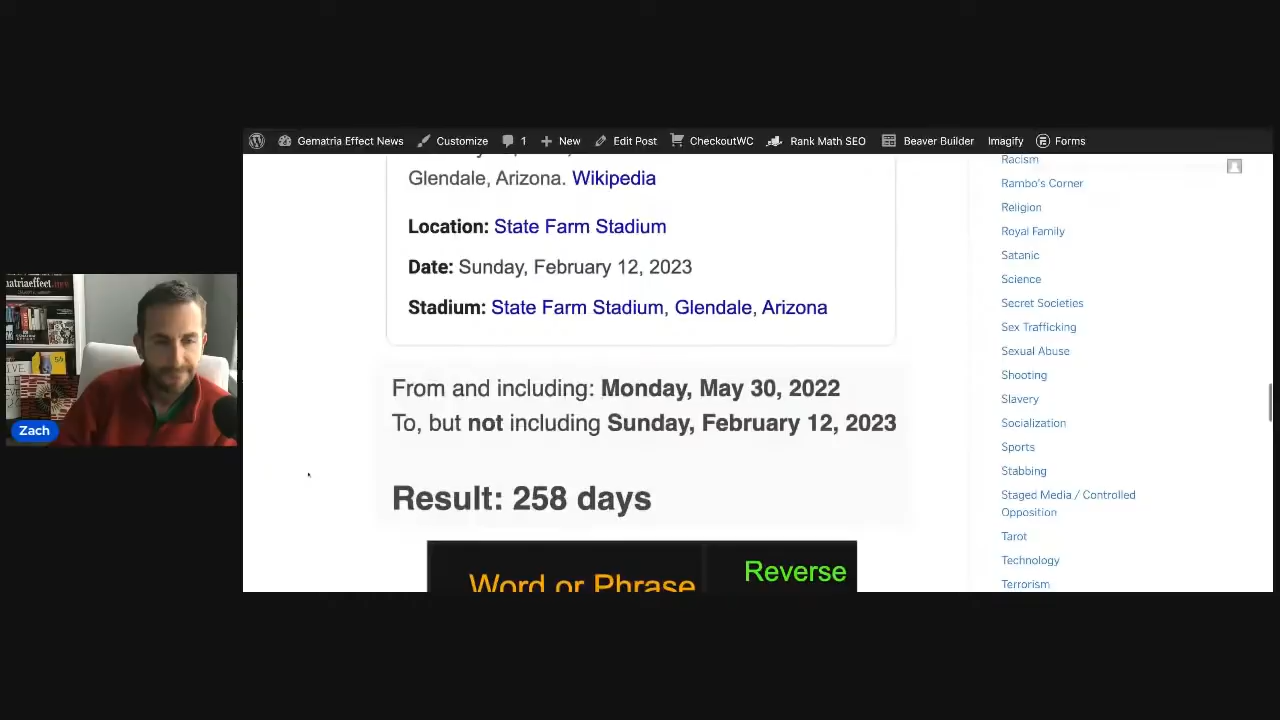 Gematria Effect News Customize 1 New Edit Post CheckoutWC Rank Math SEO Beaver Builder Imagify Forms
Glendale, Arizona. Wikipedia
Location: State Farm Stadium
Date: Sunday, February 12, 2023
Stadium: State Farm Stadium, Glendale, Arizona
From and including: Monday, May 30, 2022
To, but not including Sunday, February 12, 2023
Result: 258 days
Word or Phrase
Reverse
Racism
Rambo's Corner
Religion
Royal Family
Satanic
Science
Secret Societies
Sex Trafficking
Sexual Abuse
Shooting
Slavery
Socialization
Sports
Stabbing
Staged Media / Controlled
Opposition
Tarot
Technology
Terrorism
Zach